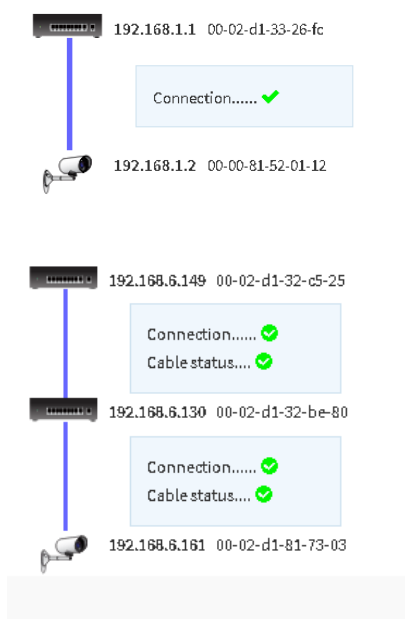 192.168.1.1 00-02-d1-33-26-fc
Connection...... ✔
192.168.1.2 00-00-81-52-01-12
192.168.6.149 00-02-d1-32-c5-25
Connection......
Cable status....
192.168.6.130 00-02-d1-32-be-80
Connection......
Cable status....
192.168.6.161 00-02-d1-81-73-03